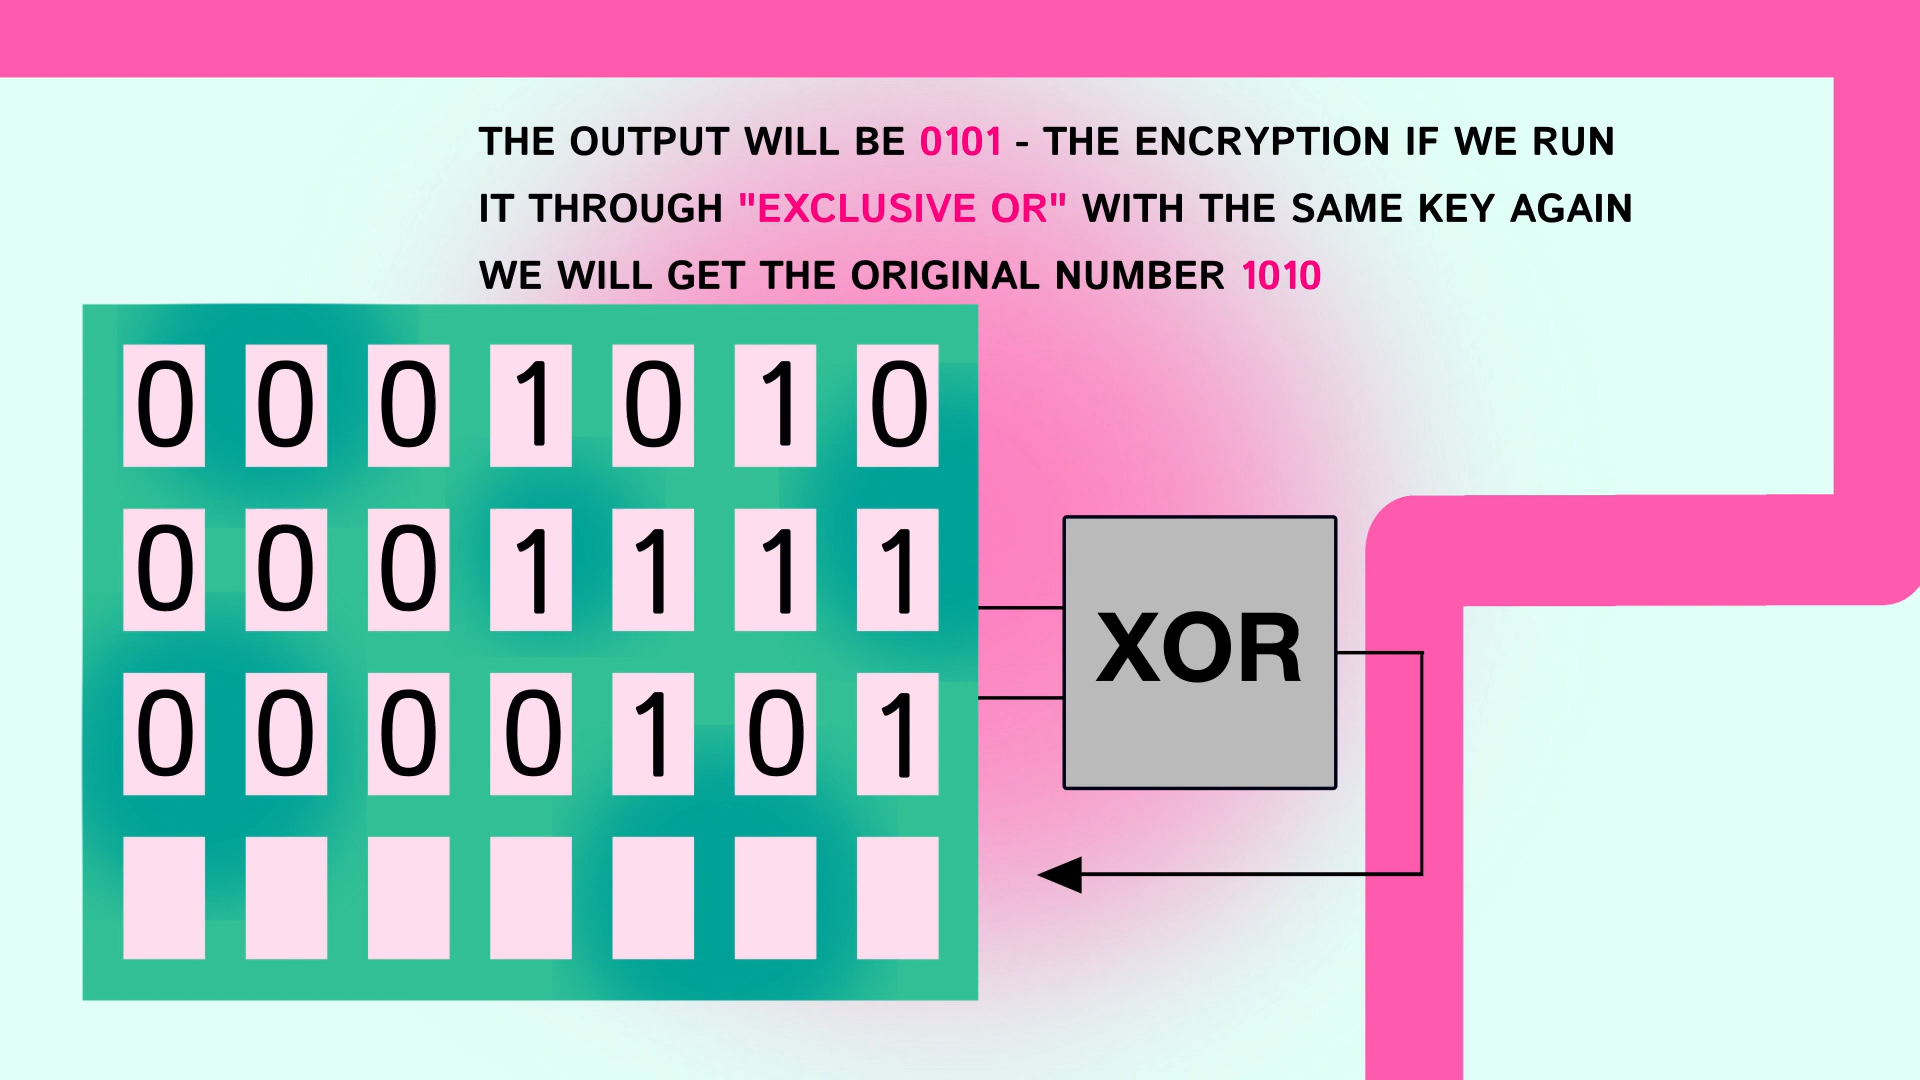 THE OUTPUT WILL BE 0101 - THE ENCRYPTION IF WE RUN
IT THROUGH "EXCLUSIVE OR" WITH THE SAME KEY AGAIN
WE WILL GET THE ORIGINAL NUMBER 1010
0 0 0 1 0 1 0
0 0 0 1 1 1 1
0 0 0 0 1 0 1
XOR